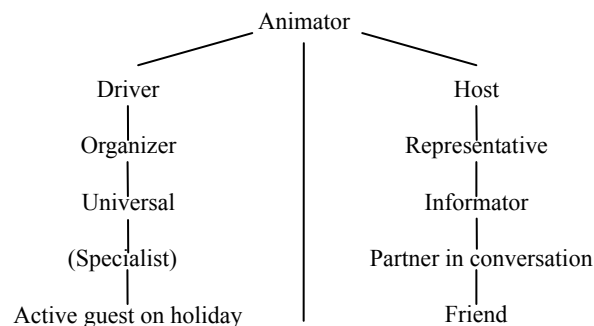 Animator
Driver
Host
Organizer
Representative
Universal
Informator
(Specialist)
Partner in conversation
Active guest on holiday
Friend